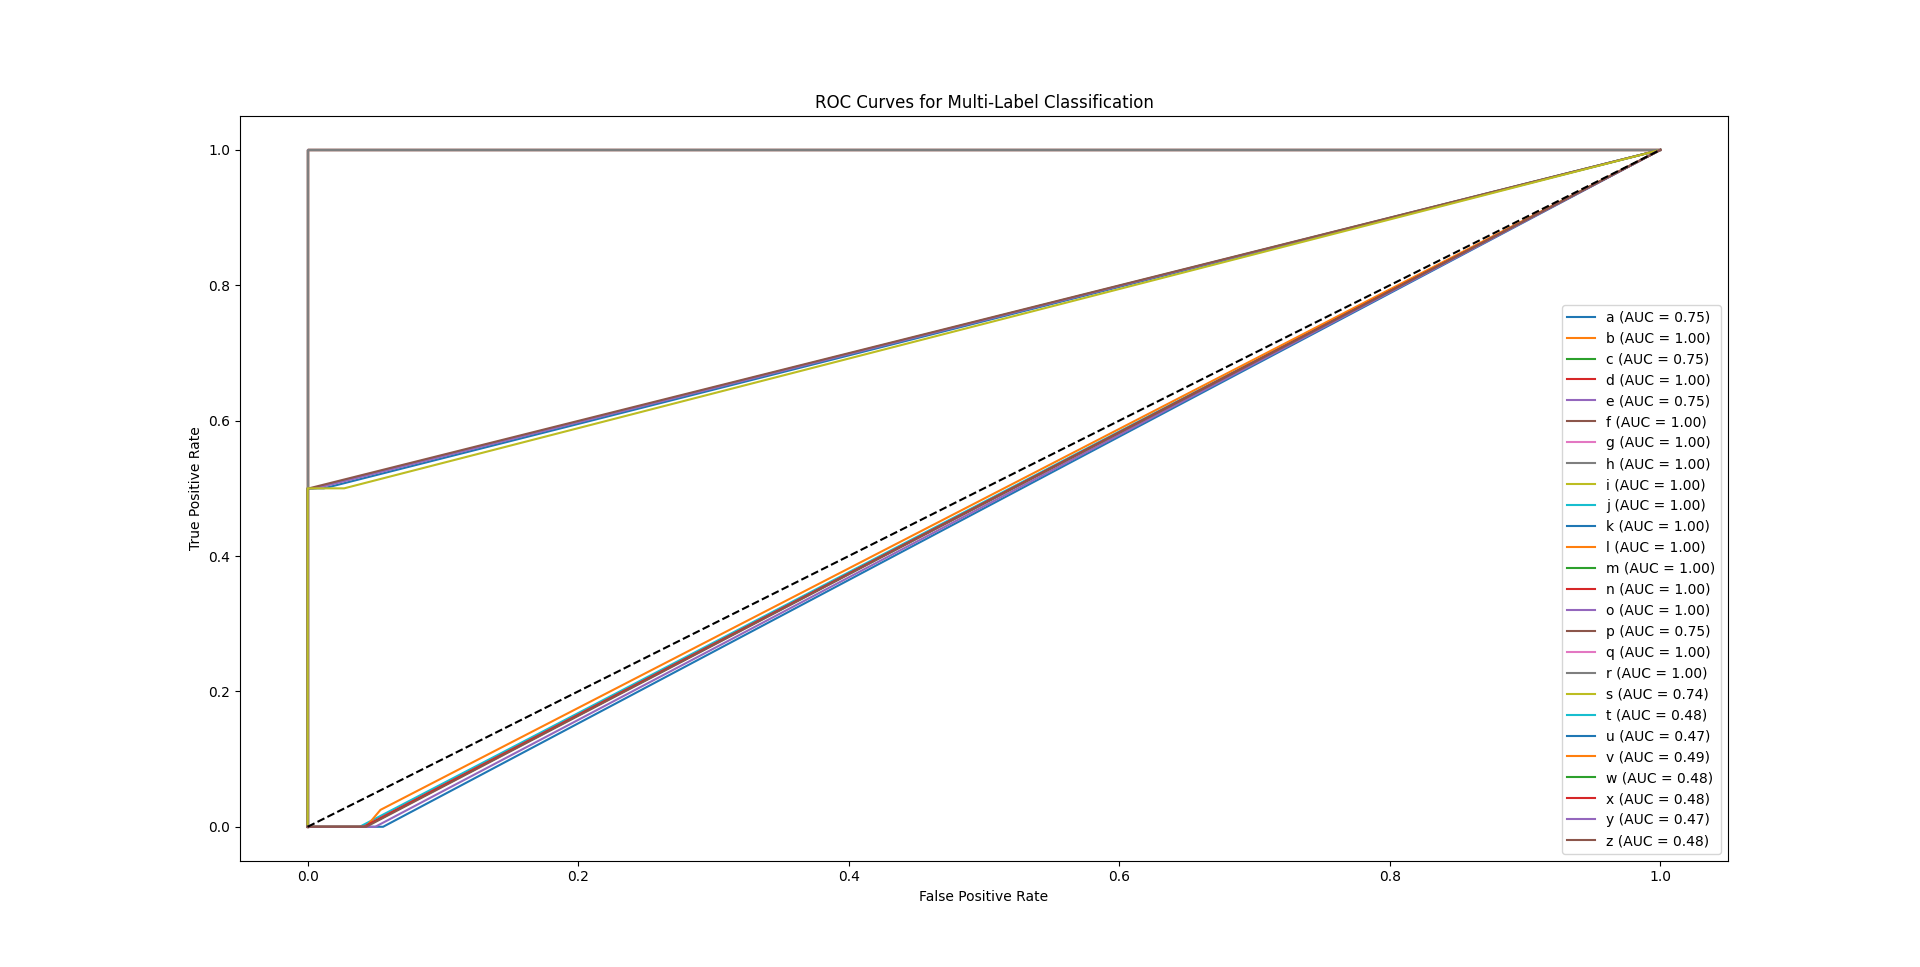 ROC Curves for Multi-Label Classification
1.0
0.8
0.6
0.4
0.2
0.0
True Positive Rate
0.0 0.2 0.4 0.6 0.8 1.0
False Positive Rate
a (AUC = 0.75)
b (AUC = 1.00)
c (AUC = 0.75)
d (AUC = 1.00)
e (AUC = 0.75)
f (AUC = 1.00)
g (AUC = 1.00)
h (AUC = 1.00)
i (AUC = 1.00)
j (AUC = 1.00)
k (AUC = 1.00)
l (AUC = 1.00)
m (AUC = 1.00)
n (AUC = 1.00)
o (AUC = 1.00)
p (AUC = 0.75)
q (AUC = 1.00)
r (AUC = 1.00)
s (AUC = 0.74)
t (AUC = 0.48)
u (AUC = 0.47)
v (AUC = 0.49)
w (AUC = 0.48)
x (AUC = 0.48)
y (AUC = 0.47)
z (AUC = 0.48)